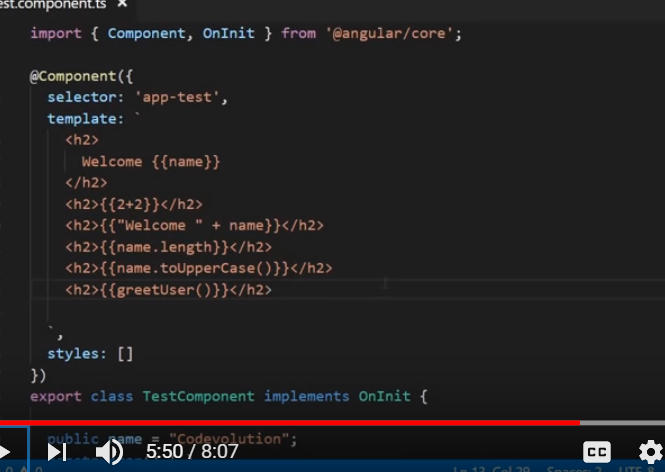 est.component.ts ×
import { Component, OnInit } from '@angular/core';
@Component({
selector: 'app-test',
template: `
<h2>
Welcome {{name}}
</h2>
<h2>{{2+2}}</h2>
<h2>{{"Welcome " + name}}</h2>
<h2>{{name.length}}</h2>
<h2>{{name.toUpperCase()}}</h2>
<h2>{{greetUser()}}</h2>
`,
styles: []
})
export class TestComponent implements OnInit {
public name = "Codevolution";
5:50 / 8:07
CC